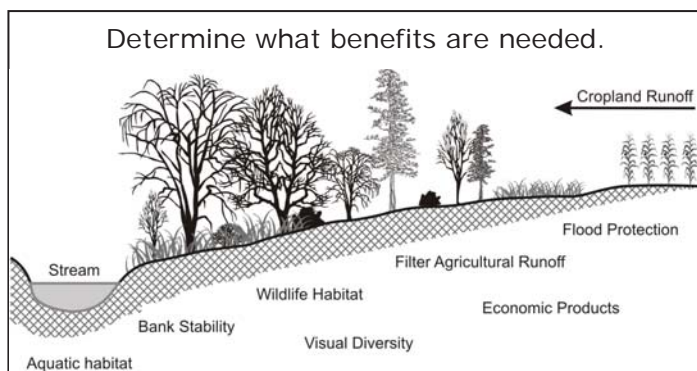 Determine what benefits are needed.
Cropland Runoff
Flood Protection
Stream
Filter Agricultural Runoff
Wildlife Habitat
Economic Products
Bank Stability
Visual Diversity
Aquatic habitat